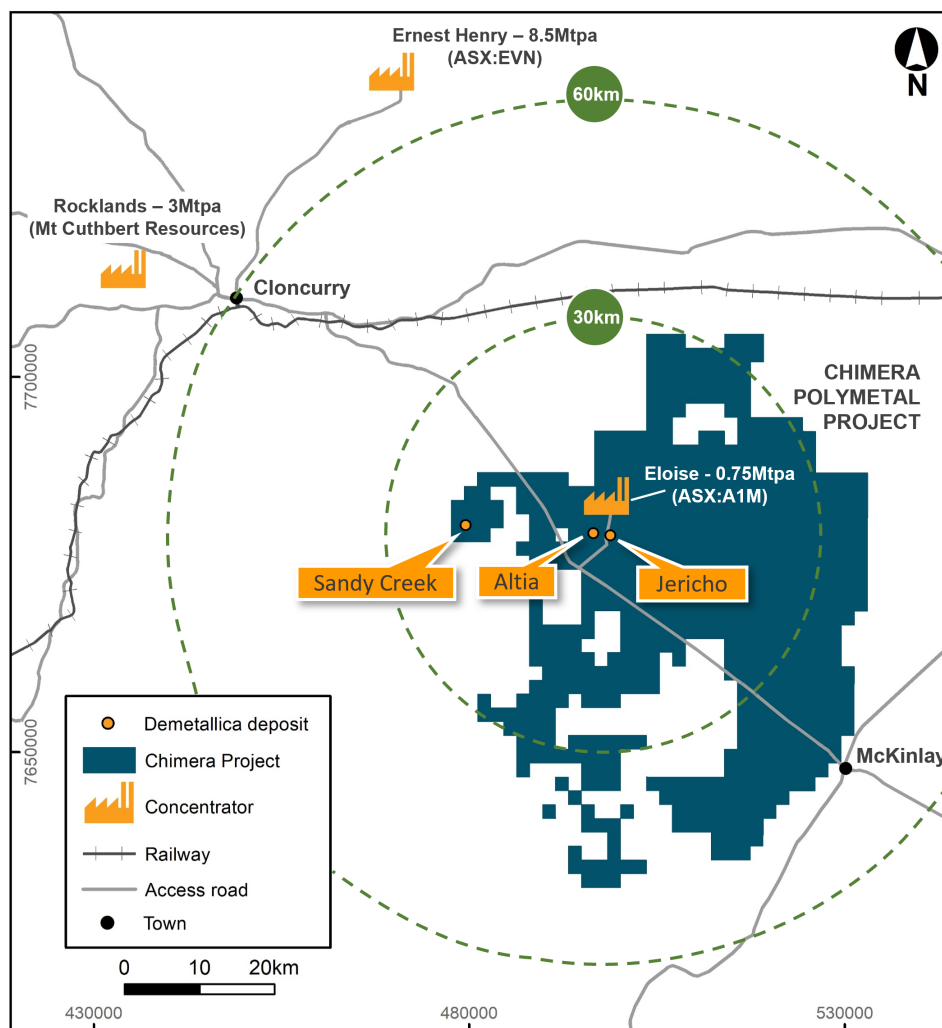 Ernest Henry – 8.5Mtpa
(ASX:EVN)
N
60km
Rocklands – 3Mtpa
(Mt Cuthbert Resources)
Cloncurry
30km
7700000
CHIMERA
POLYMETAL
PROJECT
Eloise - 0.75Mtpa
(ASX:A1M)
Sandy Creek
Altia
Jericho
7650000
McKinlay
Demetallica deposit
Chimera Project
Concentrator
Railway
Access road
Town
0 10 20km
430000 480000 530000